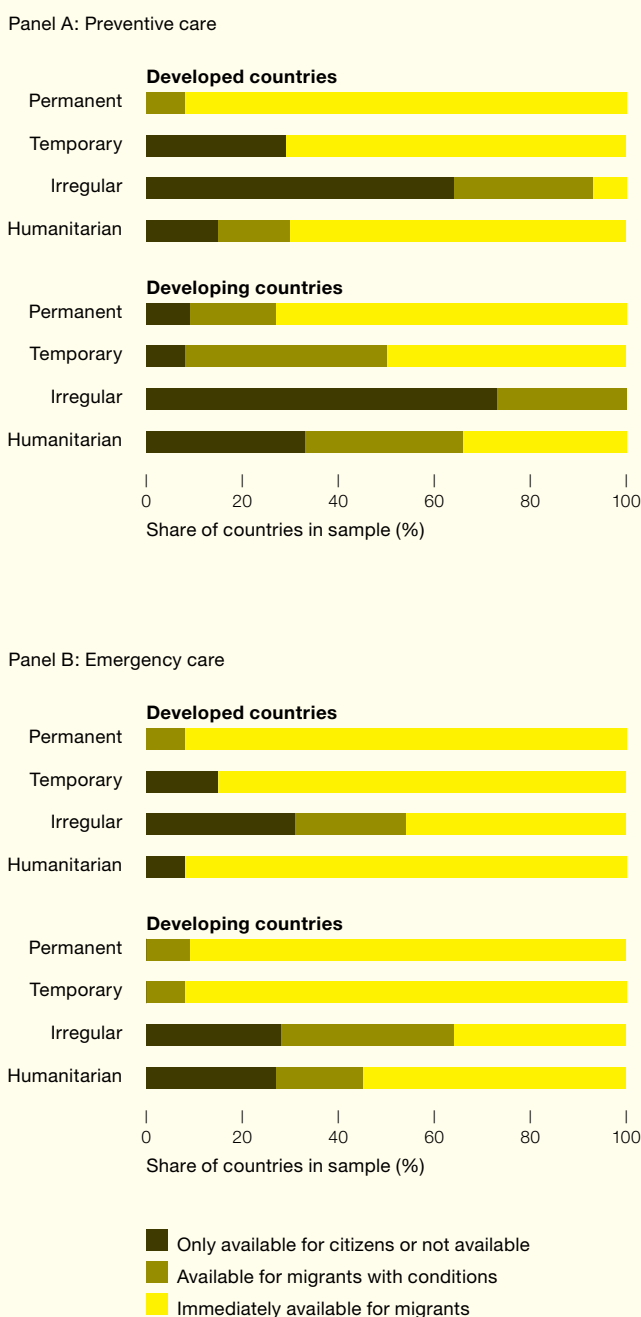 Panel A: Preventive care
Developed countries
Permanent
Temporary
Irregular
Humanitarian
Developing countries
Permanent
Temporary
Irregular
Humanitarian
0 20 40 60 80 100
Share of countries in sample (%)
Panel B: Emergency care
Developed countries
Permanent
Temporary
Irregular
Humanitarian
Developing countries
Permanent
Temporary
Irregular
Humanitarian
0 20 40 60 80 100
Share of countries in sample (%)
Only available for citizens or not available
Available for migrants with conditions
Immediately available for migrants